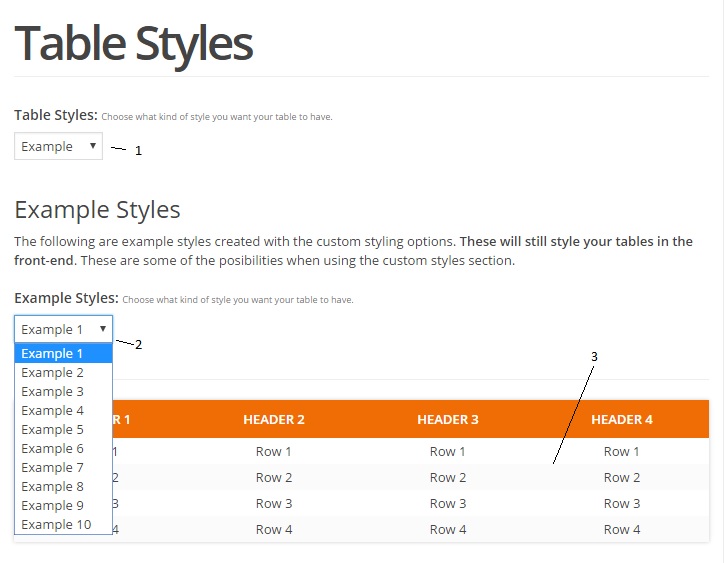 Table Styles
Table Styles: Choose what kind of style you want your table to have.
Example ▼
1
Example Styles
The following are example styles created with the custom styling options. These will still style your tables in the
front-end. These are some of the posibilities when using the custom styles section.
Example Styles: Choose what kind of style you want your table to have.
Example 1 ▼
2
Example 1
Example 2
Example 3
Example 4
Example 5
Example 6
Example 7
Example 8
Example 9
Example 10
3
R 1 HEADER 2 HEADER 3 HEADER 4
1 Row 1 Row 1 Row 1
2 Row 2 Row 2 Row 2
3 Row 3 Row 3 Row 3
4 Row 4 Row 4 Row 4